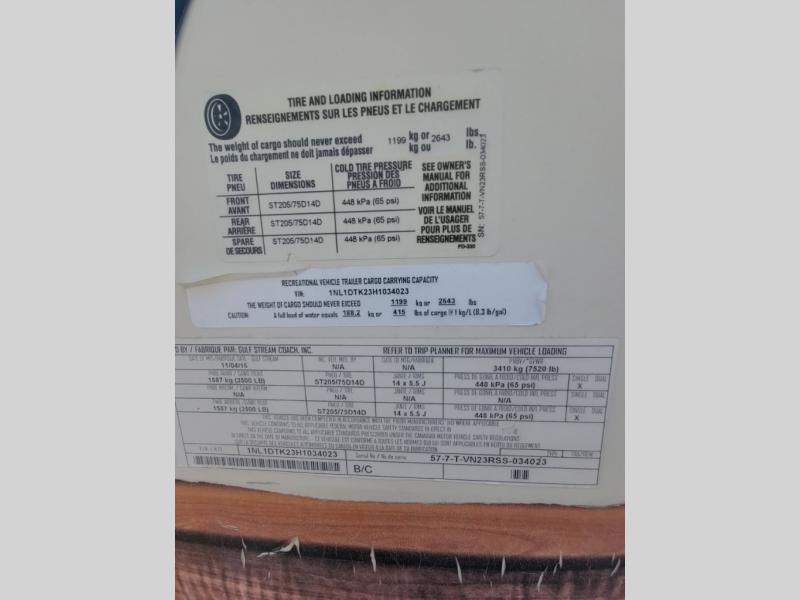 TIRE AND LOADING INFORMATION
RENSEIGNEMENTS SUR LES PNEUS ET LE CHARGEMENT
The weight of cargo should never exceed 1199 kg or 2643 lbs.
Le poids du chargement ne doit jamais dépasser kg ou lb.
TIRE PNEU
SIZE DIMENSIONS
COLD TIRE PRESSURE PRESSION DES PNEUS A FROID
FRONT AVANT ST205/75D14D 448 kPa (65 psi)
REAR ARRIÈRE ST205/75D14D 448 kPa (65 psi)
SPARE DE SECOURS ST205/75D14D 448 kPa (65 psi)
SEE OWNER'S
MANUAL FOR
ADDITIONAL
INFORMATION
VOIR LE MANUEL
DE L'USAGER
POUR PLUS DE
RENSEIGNEMENTS
SN: 57-7-T-VN23RSS-034023
RECREATIONAL VEHICLE TRAILER CARGO CARRYING CAPACITY
VIN: 1NL1DTK23H1034023
THE WEIGHT OF CARGO SHOULD NEVER EXCEED 1199 kg or 2643 lbs
CAUTION: A full load of water equals 188.2 kg or 415 lbs of cargo @ 1 kg/L (8.3 lb/gal)
D BY / FABRIQUE PAR: GULF STREAM COACH, INC. REFER TO TRIP PLANNER FOR MAXIMUM VEHICLE LOADING
11/04/15 N/A N/A 3410 kg (7520 lb)
1587 kg (3500 LB) ST205/75D14D 14 x 5.5 J 448 kPa (65 psi) X
N/A N/A N/A N/A
1587 kg (3500 LB) ST205/75D14D 14 x 5.5 J 448 kPa (65 psi) X
1NL1DTK23H1034023 57-7-T-VN23RSS-034023
B/C